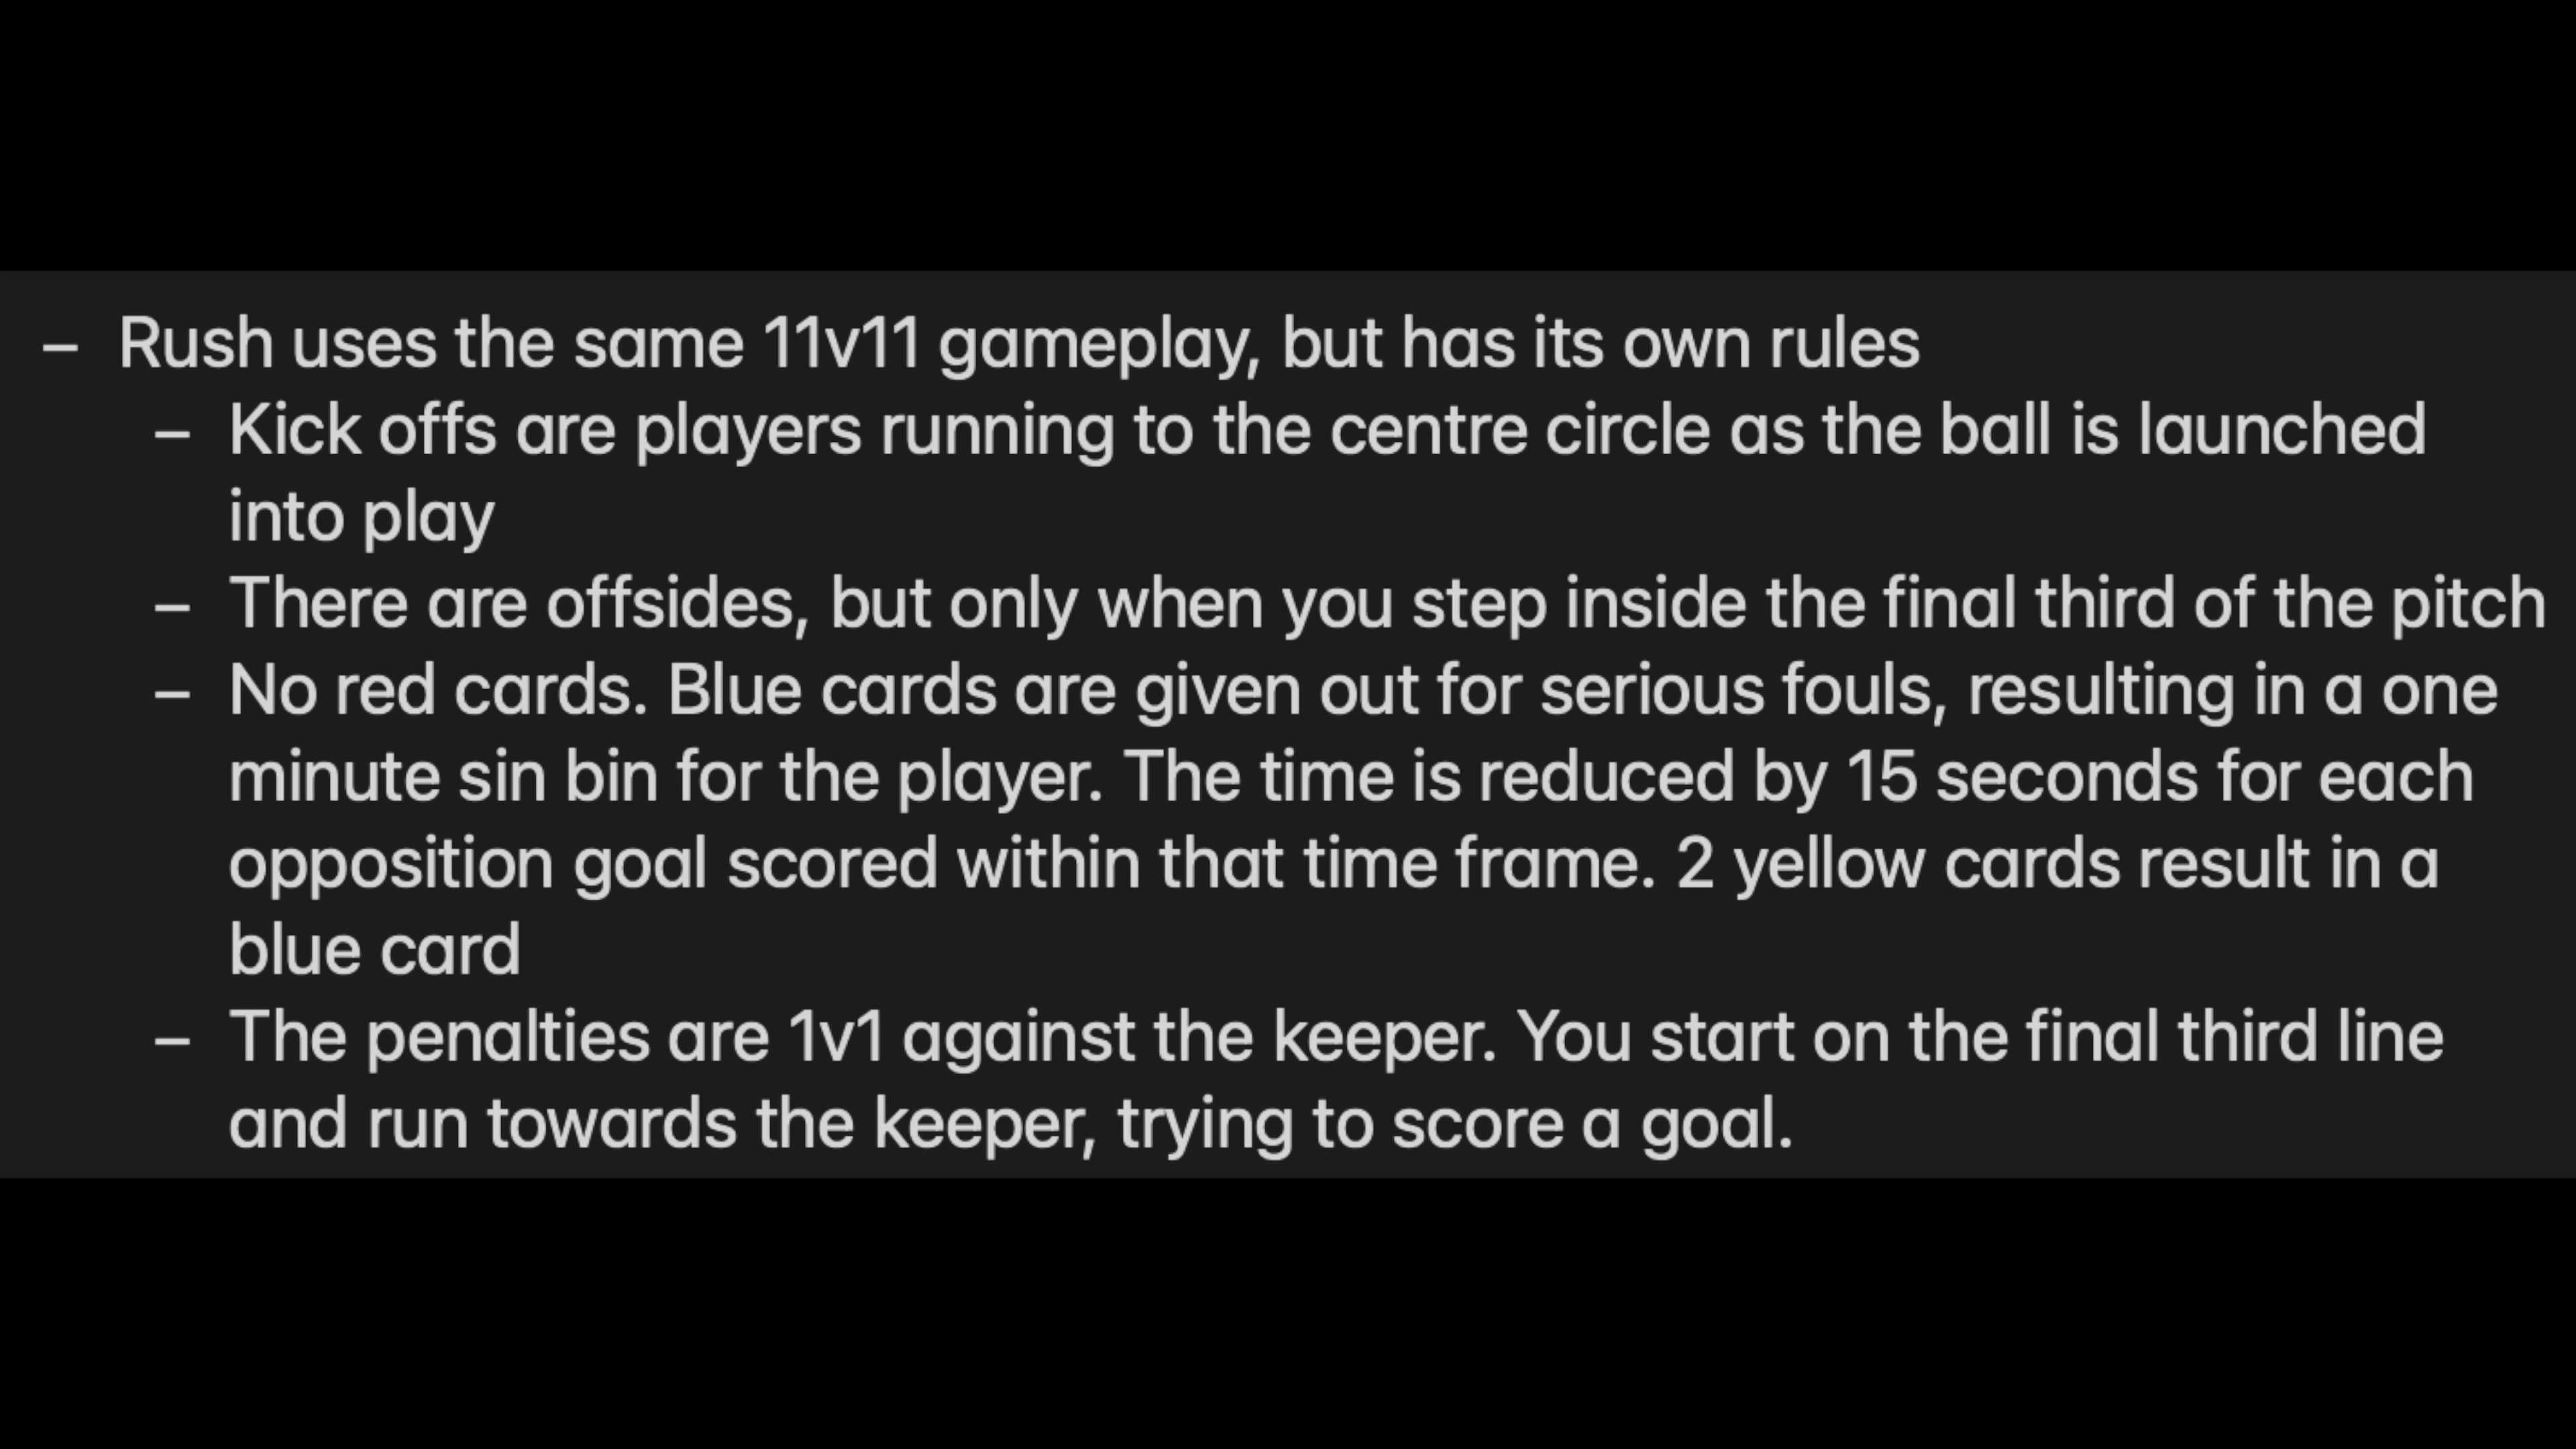 – Rush uses the same 11v11 gameplay, but has its own rules
– Kick offs are players running to the centre circle as the ball is launched
into play
– There are offsides, but only when you step inside the final third of the pitch
– No red cards. Blue cards are given out for serious fouls, resulting in a one
minute sin bin for the player. The time is reduced by 15 seconds for each
opposition goal scored within that time frame. 2 yellow cards result in a
blue card
– The penalties are 1v1 against the keeper. You start on the final third line
and run towards the keeper, trying to score a goal.